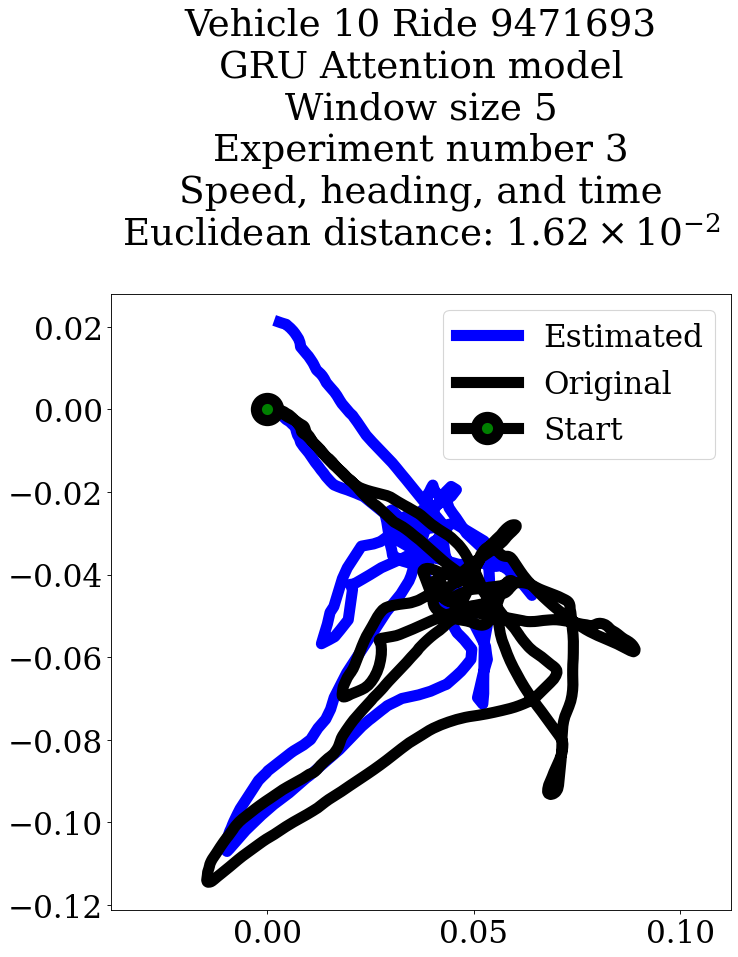 Vehicle 10 Ride 9471693
GRU Attention model
Window size 5
Experiment number 3
Speed, heading, and time
Euclidean distance: $1.62 \times 10^{-2}$
Estimated
Original
Start
0.02
0.00
−0.02
−0.04
−0.06
−0.08
−0.10
−0.12
0.00 0.05 0.10